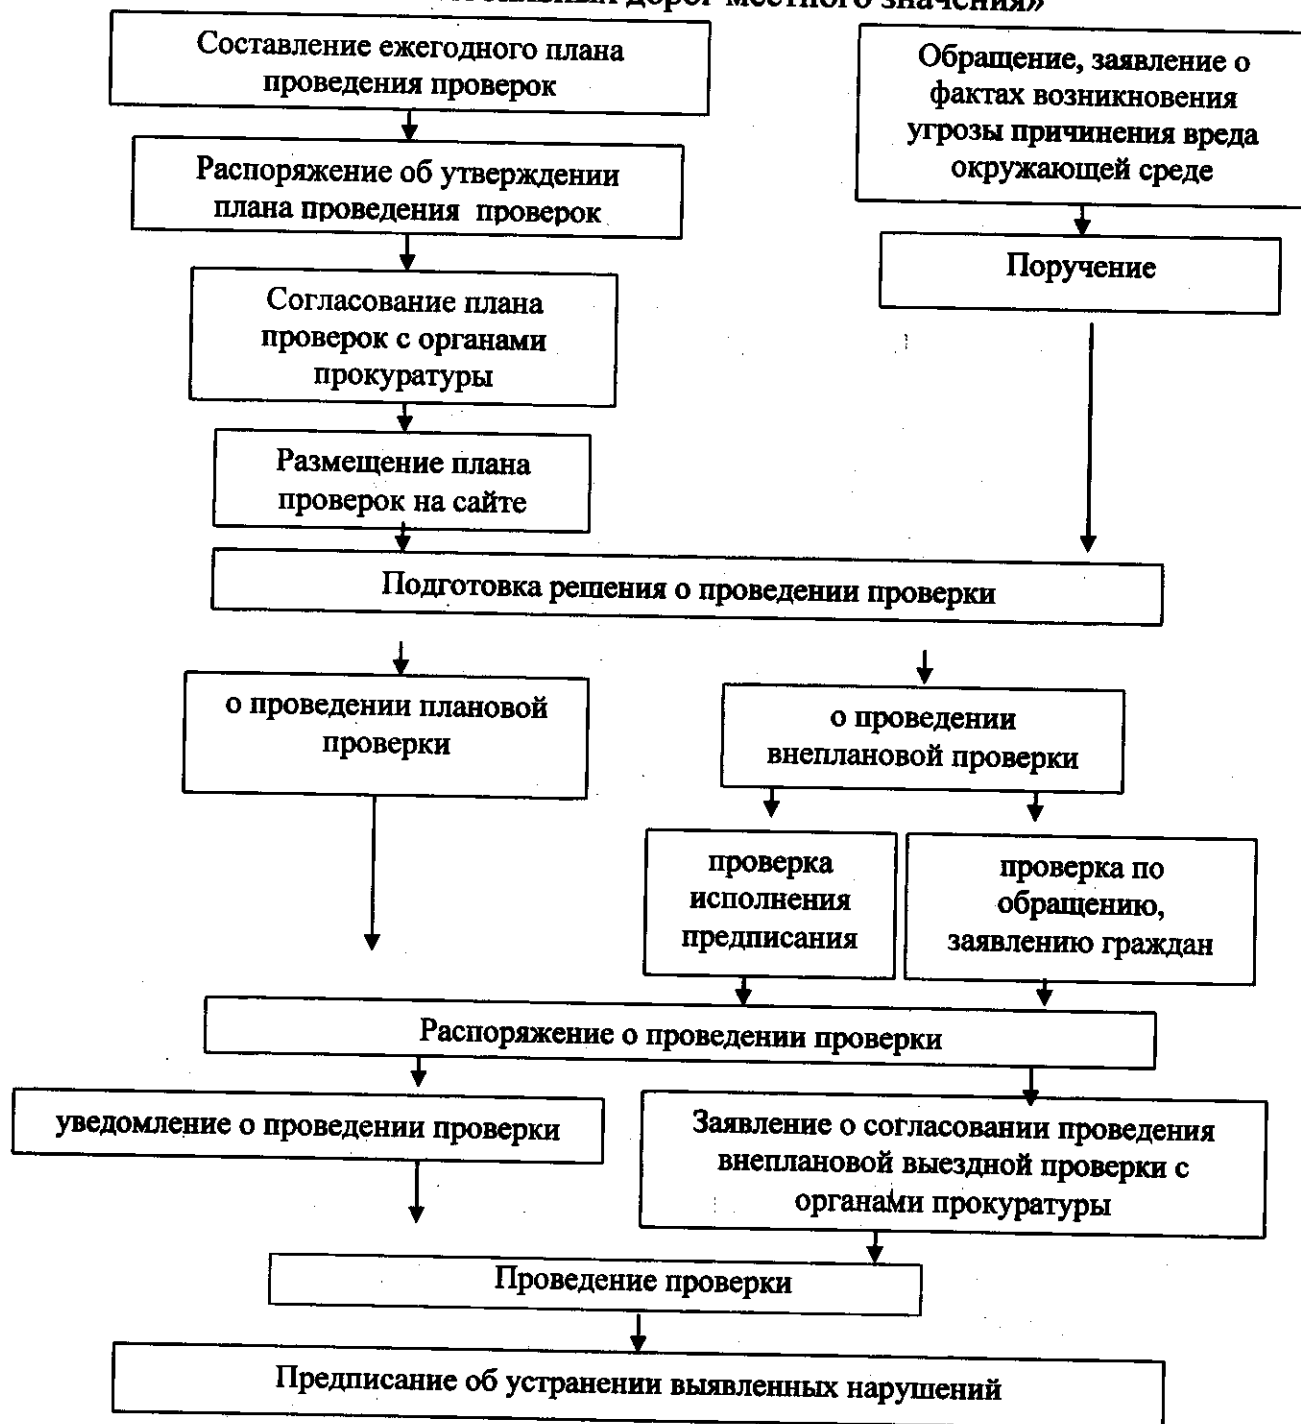 дорог местного значения»
Составление ежегодного плана
проведения проверок
Обращение, заявление о
фактах возникновения
угрозы причинения вреда
окружающей среде
Распоряжение об утверждении
плана проведения проверок
Поручение
Согласование плана
проверок с органами
прокуратуры
Размещение плана
проверок на сайте
Подготовка решения о проведении проверки
о проведении плановой
проверки
о проведении
внеплановой проверки
проверка
исполнения
предписания
проверка по
обращению,
заявлению граждан
Распоряжение о проведении проверки
уведомление о проведении проверки
Заявление о согласовании проведения
внеплановой выездной проверки с
органами прокуратуры
Проведение проверки
Предписание об устранении выявленных нарушений